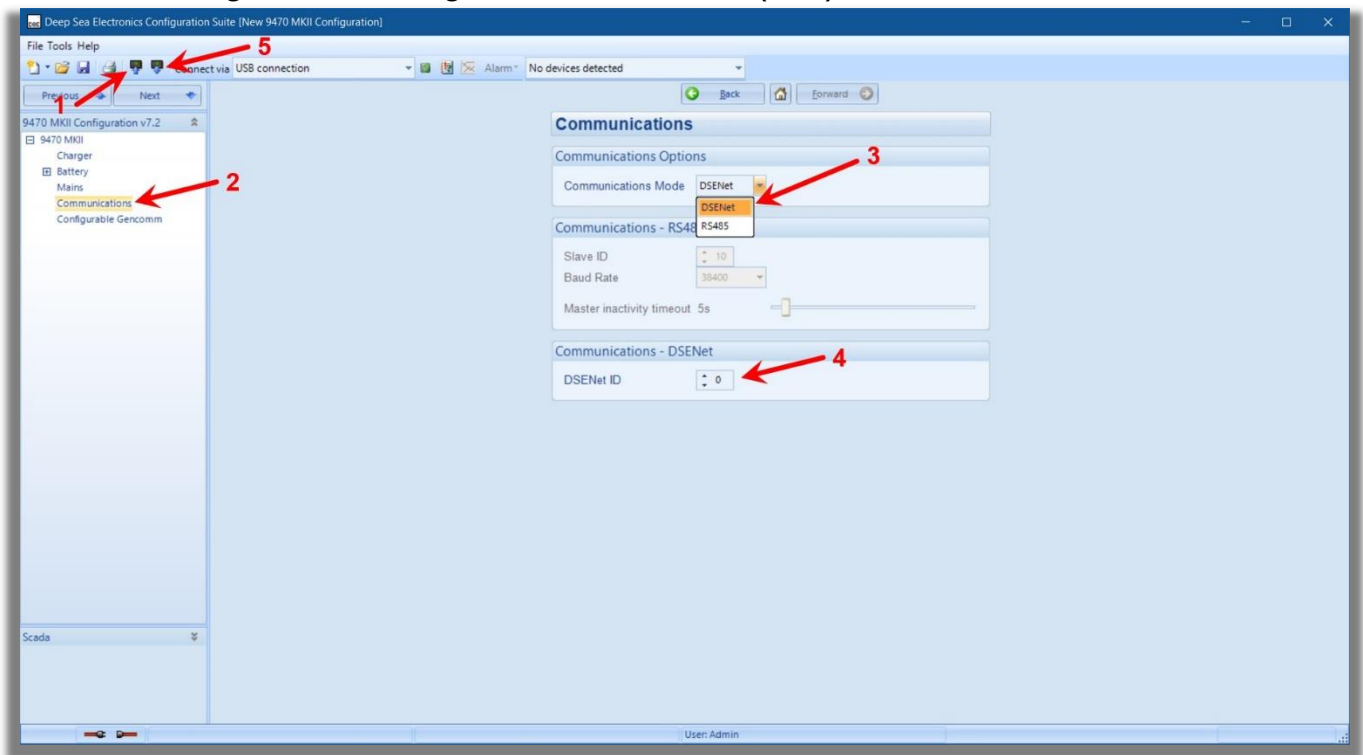 Deep Sea Electronics Configuration Suite [New 9470 MKII Configuration]
File Tools Help
5
Connect via USB connection Alarm No devices detected
1
Previous Next Back Forward
9470 MKII Configuration v7.2
9470 MKII
Charger
Battery
Mains
Communications
Configurable Gencomm
2
Communications
Communications Options
3
Communications Mode DSENet
DSENet
RS485
Communications - RS48
Slave ID 10
Baud Rate 38400
Master inactivity timeout 5s
Communications - DSENet
4
DSENet ID 0
Scada
User: Admin